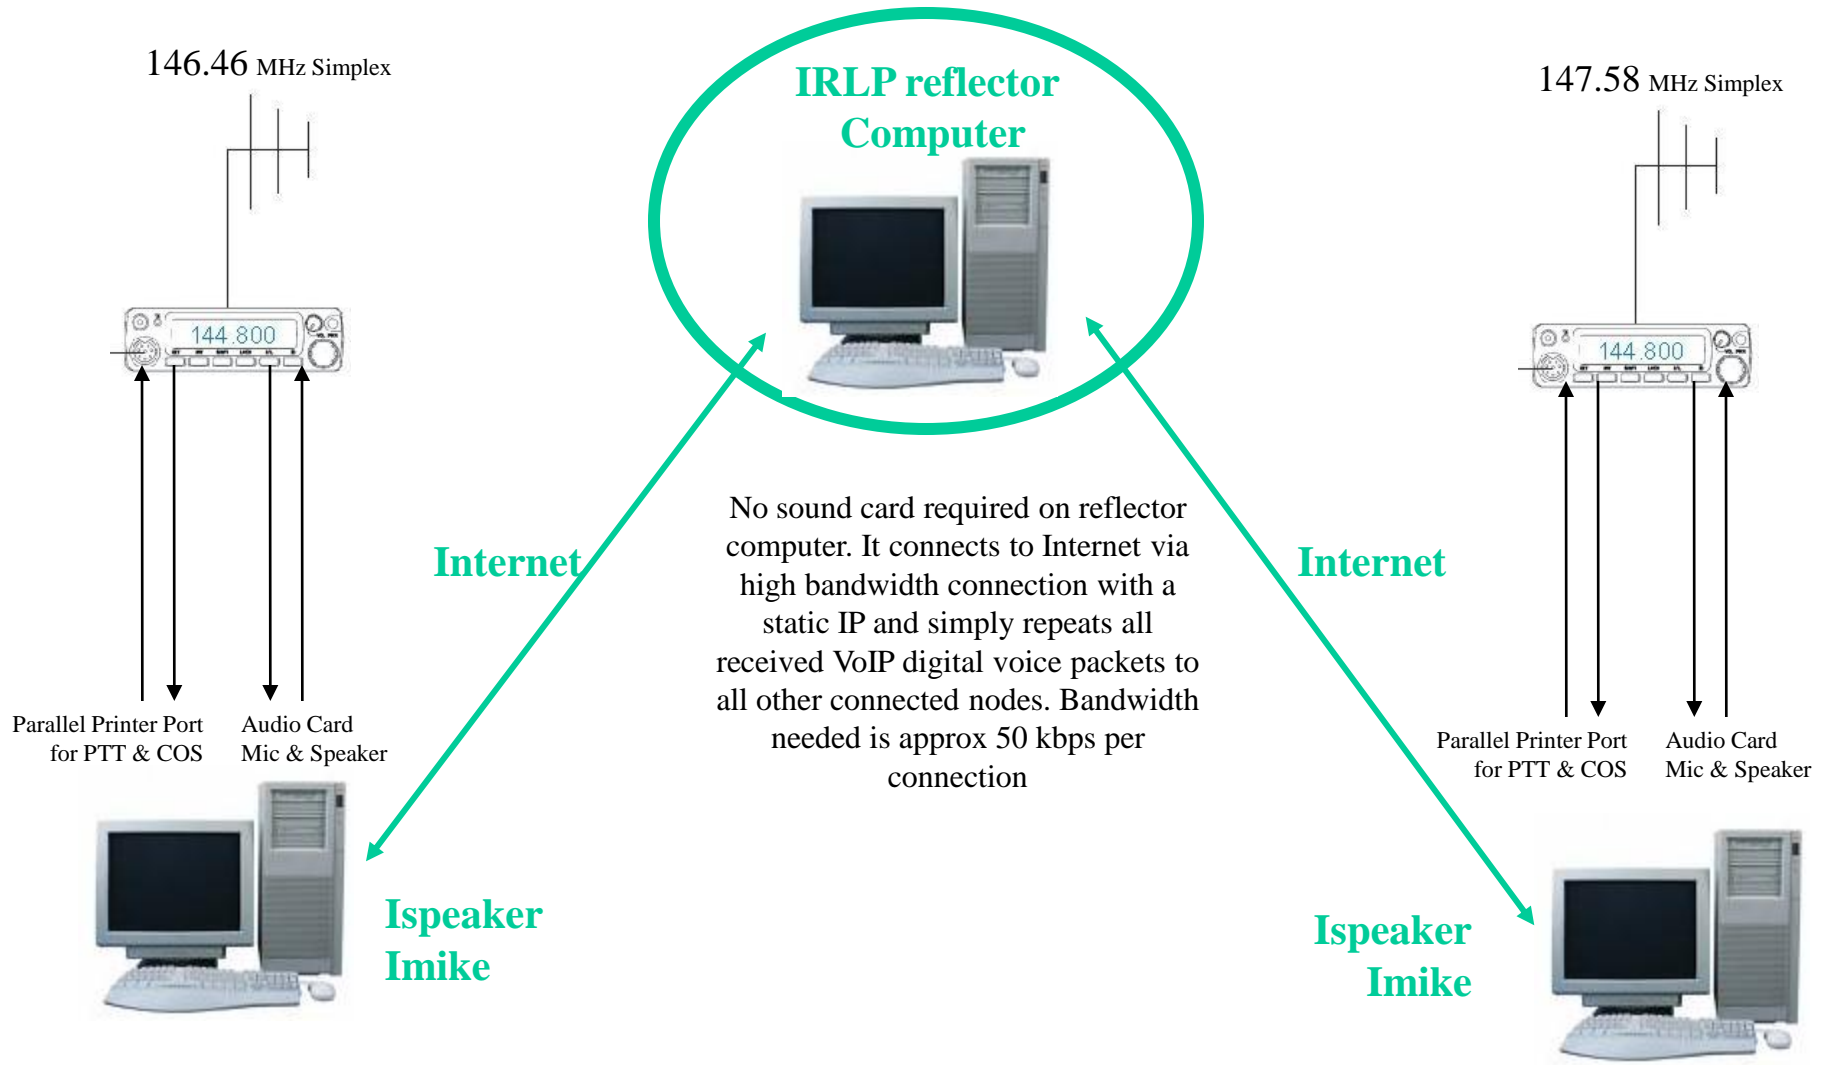 146.46 MHz Simplex
IRLP reflector
Computer
147.58 MHz Simplex
144.800
144.800
No sound card required on reflector
computer. It connects to Internet via
high bandwidth connection with a
static IP and simply repeats all
received VoIP digital voice packets to
all other connected nodes. Bandwidth
needed is approx 50 kbps per
connection
Internet
Internet
Parallel Printer Port
for PTT & COS
Audio Card
Mic & Speaker
Parallel Printer Port
for PTT & COS
Audio Card
Mic & Speaker
Ispeaker
Imike
Ispeaker
Imike